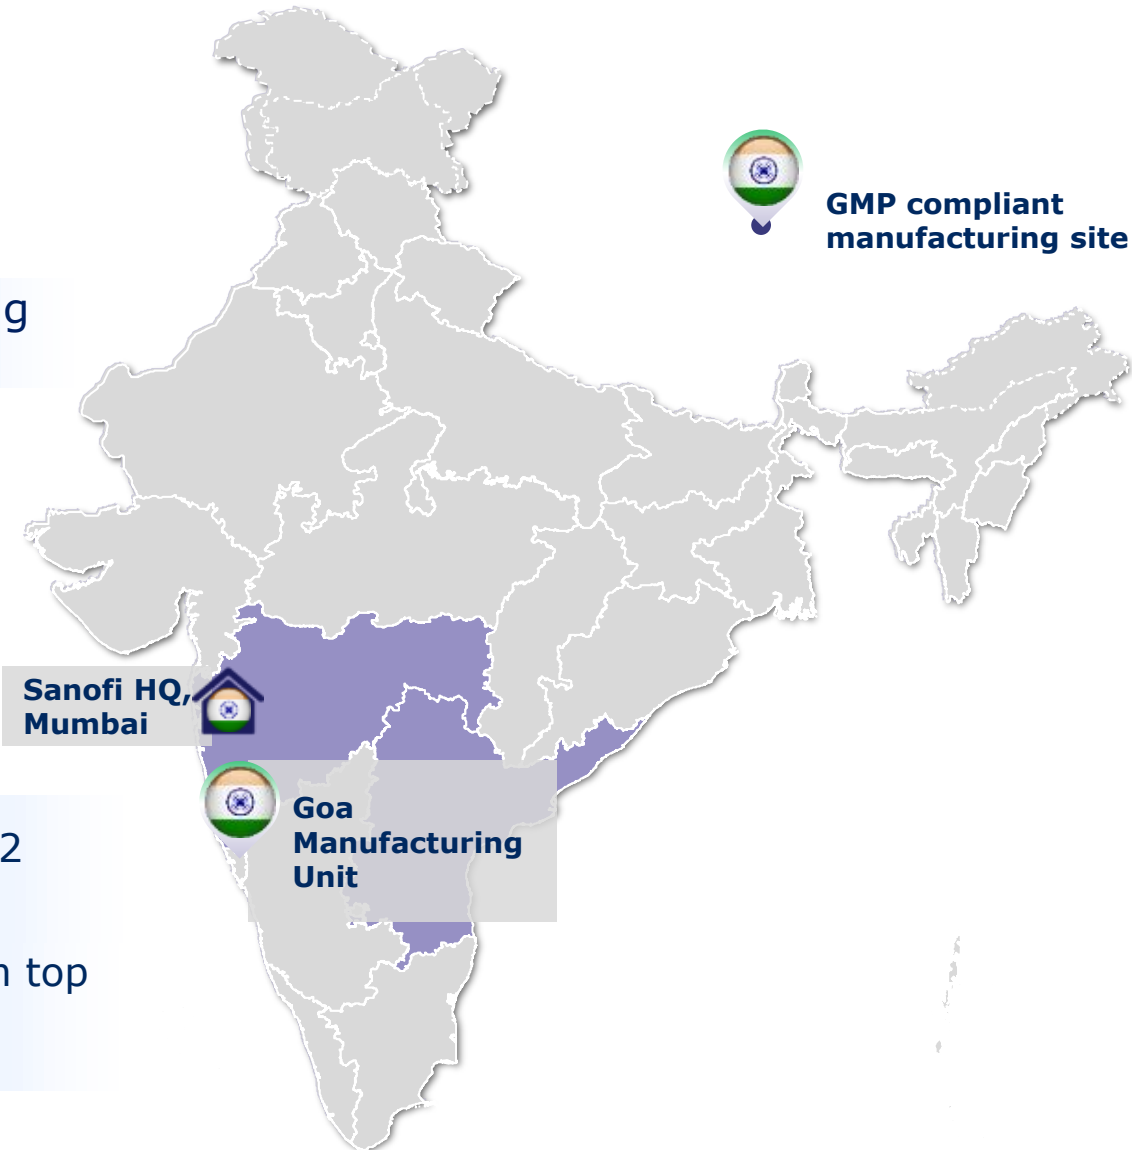 GMP compliant
manufacturing site
g
Sanofi HQ,
Mumbai
Goa
Manufacturing
Unit
2
top